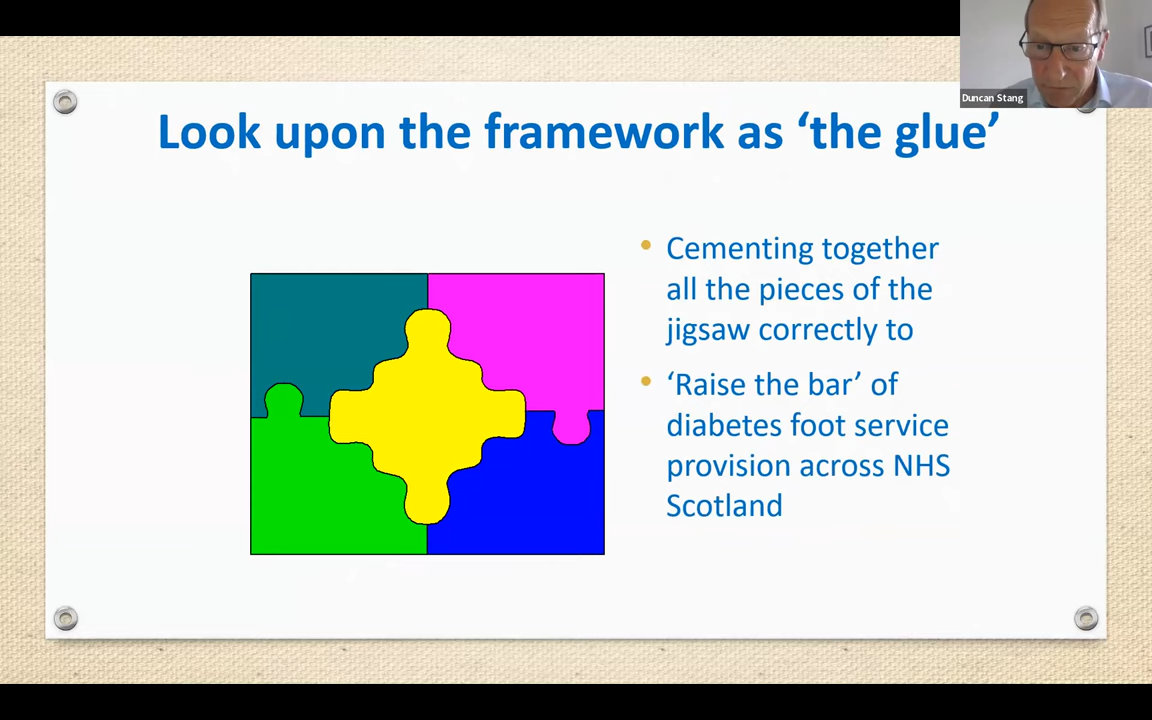 Duncan Stang
Look upon the framework as ‘the glue’
• Cementing together
all the pieces of the
jigsaw correctly to
• ‘Raise the bar’ of
diabetes foot service
provision across NHS
Scotland